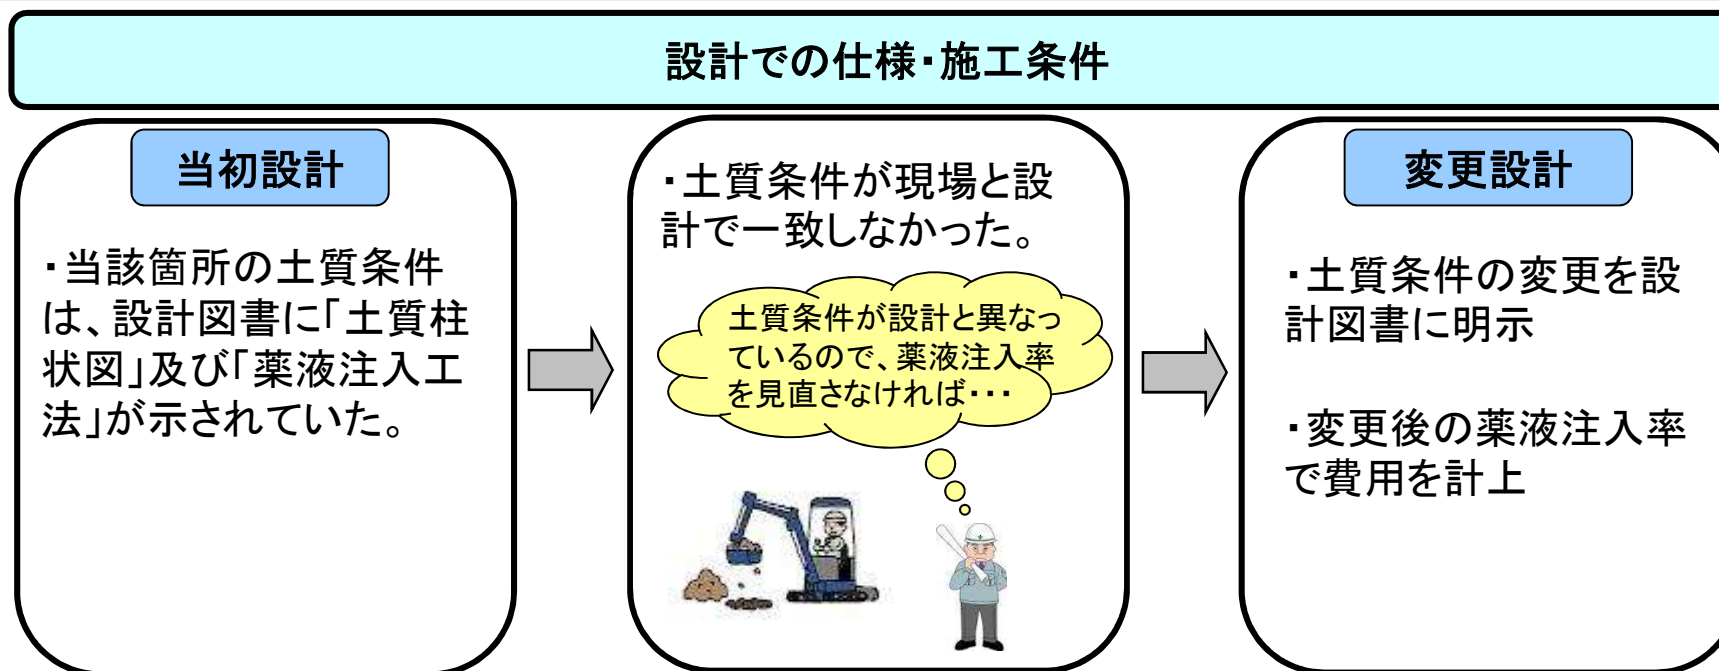 設計での仕様・施工条件
当初設計
・当該箇所の土質条件
は、設計図書に「土質柱
状図」及び「薬液注入工
法」が示されていた。
・土質条件が現場と設
計で一致しなかった。
土質条件が設計と異なっ
ているので、薬液注入率
を見直さなければ・・・
変更設計
・土質条件の変更を設
計図書に明示
・変更後の薬液注入率
で費用を計上